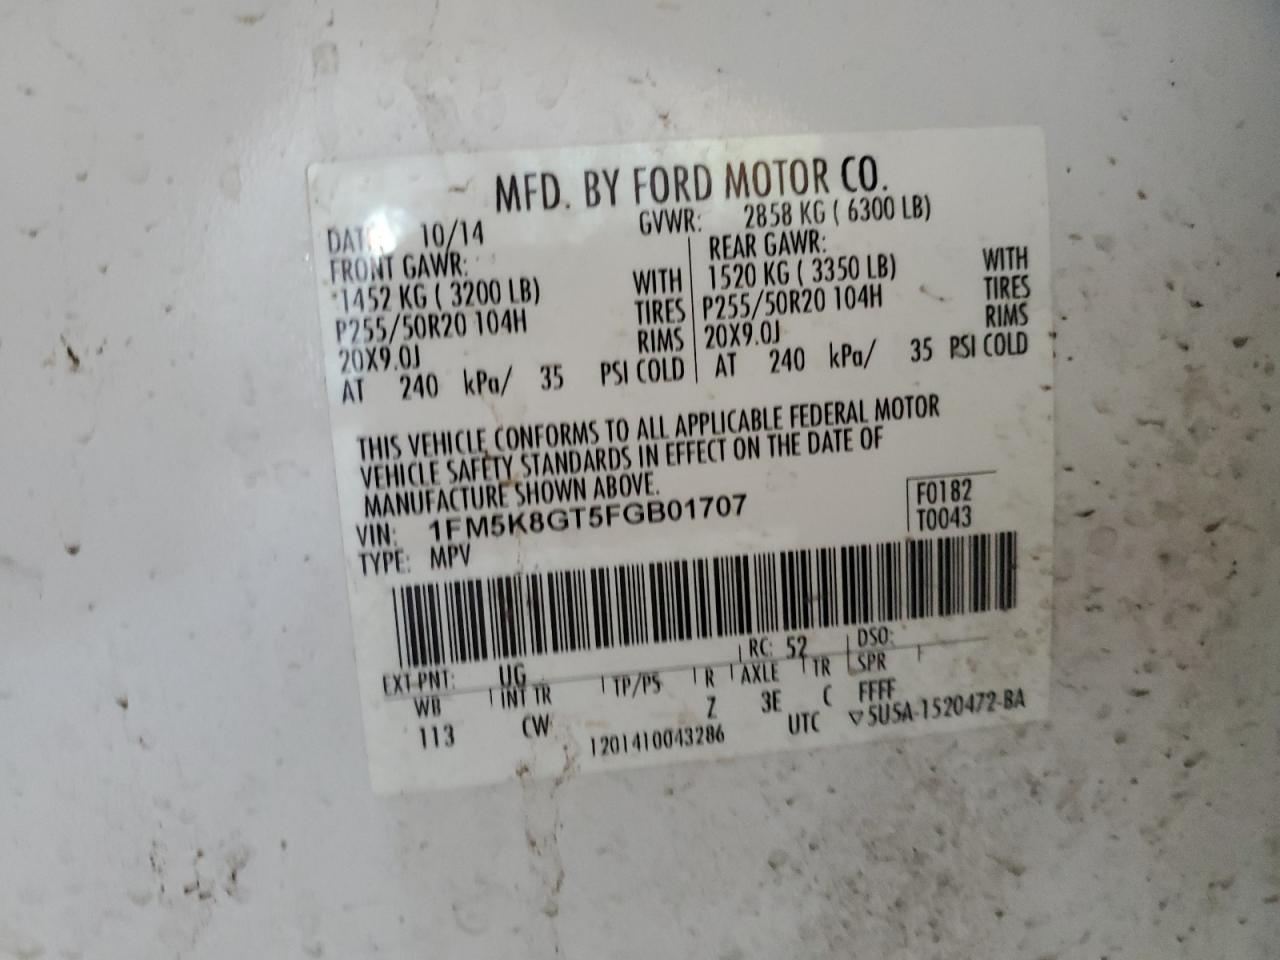 MFD. BY FORD MOTOR CO.
DATE: 10/14 GVWR: 2858 KG ( 6300 LB)
FRONT GAWR: REAR GAWR:
1452 KG ( 3200 LB) WITH 1520 KG ( 3350 LB) WITH
P255/50R20 104H TIRES P255/50R20 104H TIRES
20X9.0J RIMS 20X9.0J RIMS
AT 240 kPa/ 35 PSI COLD AT 240 kPa/ 35 PSI COLD
THIS VEHICLE CONFORMS TO ALL APPLICABLE FEDERAL MOTOR
VEHICLE SAFETY STANDARDS IN EFFECT ON THE DATE OF
MANUFACTURE SHOWN ABOVE.
VIN: 1FM5K8GT5FGB01707 F0182
TYPE: MPV T0043
EXT PNT: UG RC: 52 DSO:
WB INT TR TP/PS R AXLE TR SPR
113 CW Z 3E C FFFF
1201410043286 UTC ▽5USA-1520472-BA